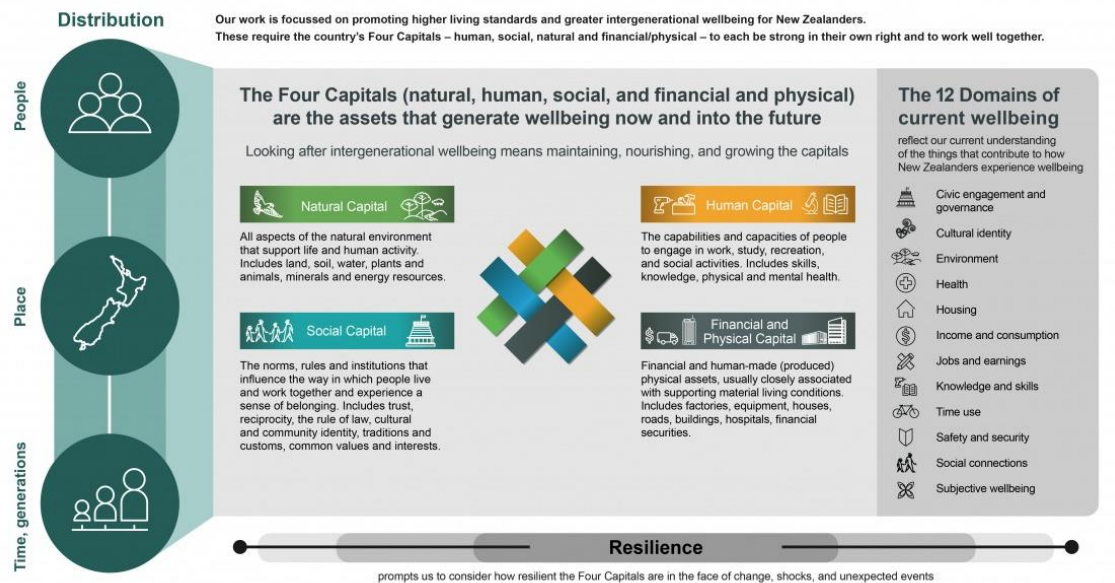 Distribution
Our work is focussed on promoting higher living standards and greater intergenerational wellbeing for New Zealanders.
These require the country's Four Capitals – human, social, natural and financial/physical – to each be strong in their own right and to work well together.
People
Place
Time, generations
The Four Capitals (natural, human, social, and financial and physical)
are the assets that generate wellbeing now and into the future
Looking after intergenerational wellbeing means maintaining, nourishing, and growing the capitals
Natural Capital
All aspects of the natural environment
that support life and human activity.
Includes land, soil, water, plants and
animals, minerals and energy resources.
Human Capital
The capabilities and capacities of people
to engage in work, study, recreation,
and social activities. Includes skills,
knowledge, physical and mental health.
Social Capital
The norms, rules and institutions that
influence the way in which people live
and work together and experience a
sense of belonging. Includes trust,
reciprocity, the rule of law, cultural
and community identity, traditions and
customs, common values and interests.
Financial and
Physical Capital
Financial and human-made (produced)
physical assets, usually closely associated
with supporting material living conditions.
Includes factories, equipment, houses,
roads, buildings, hospitals, financial
securities.
The 12 Domains of
current wellbeing
reflect our current understanding
of the things that contribute to how
New Zealanders experience wellbeing
Civic engagement and
governance
Cultural identity
Environment
Health
Housing
Income and consumption
Jobs and earnings
Knowledge and skills
Time use
Safety and security
Social connections
Subjective wellbeing
Resilience
prompts us to consider how resilient the Four Capitals are in the face of change, shocks, and unexpected events